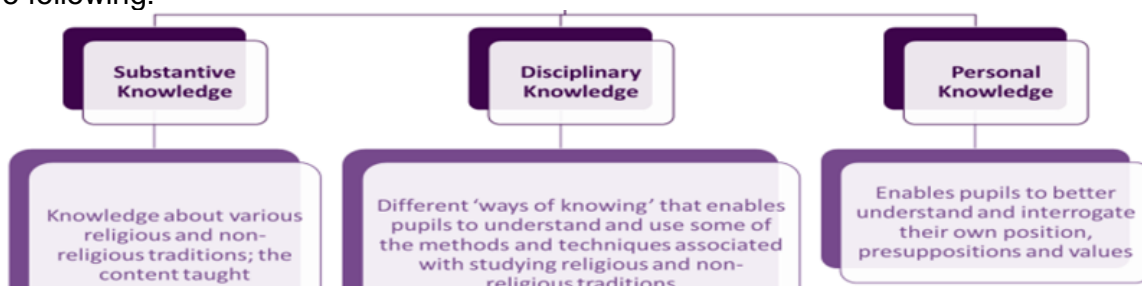 following:
Substantive
Knowledge
Disciplinary
Knowledge
Personal
Knowledge
Knowledge about various
religious and non-
religious traditions; the
content taught
Different ‘ways of knowing’ that enables
pupils to understand and use some of
the methods and techniques associated
with studying religious and non-
religious traditions
Enables pupils to better
understand and interrogate
their own position,
presuppositions and values